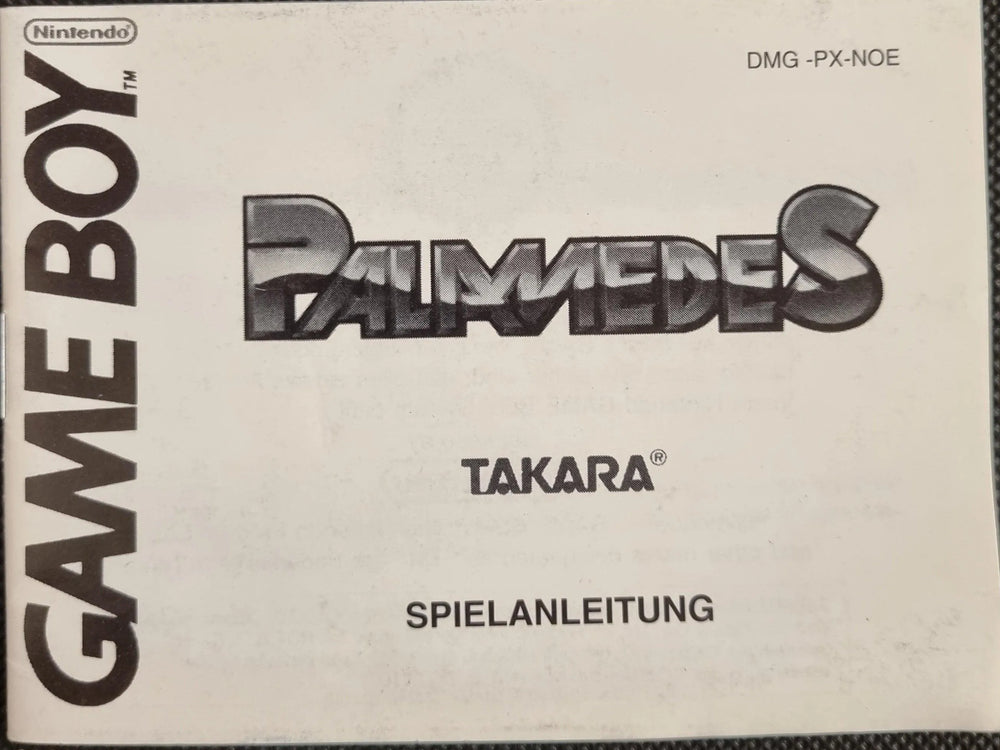 Nintendo
GAME BOY™
DMG -PX-NOE
PALAMEDES
TAKARA®
SPIELANLEITUNG